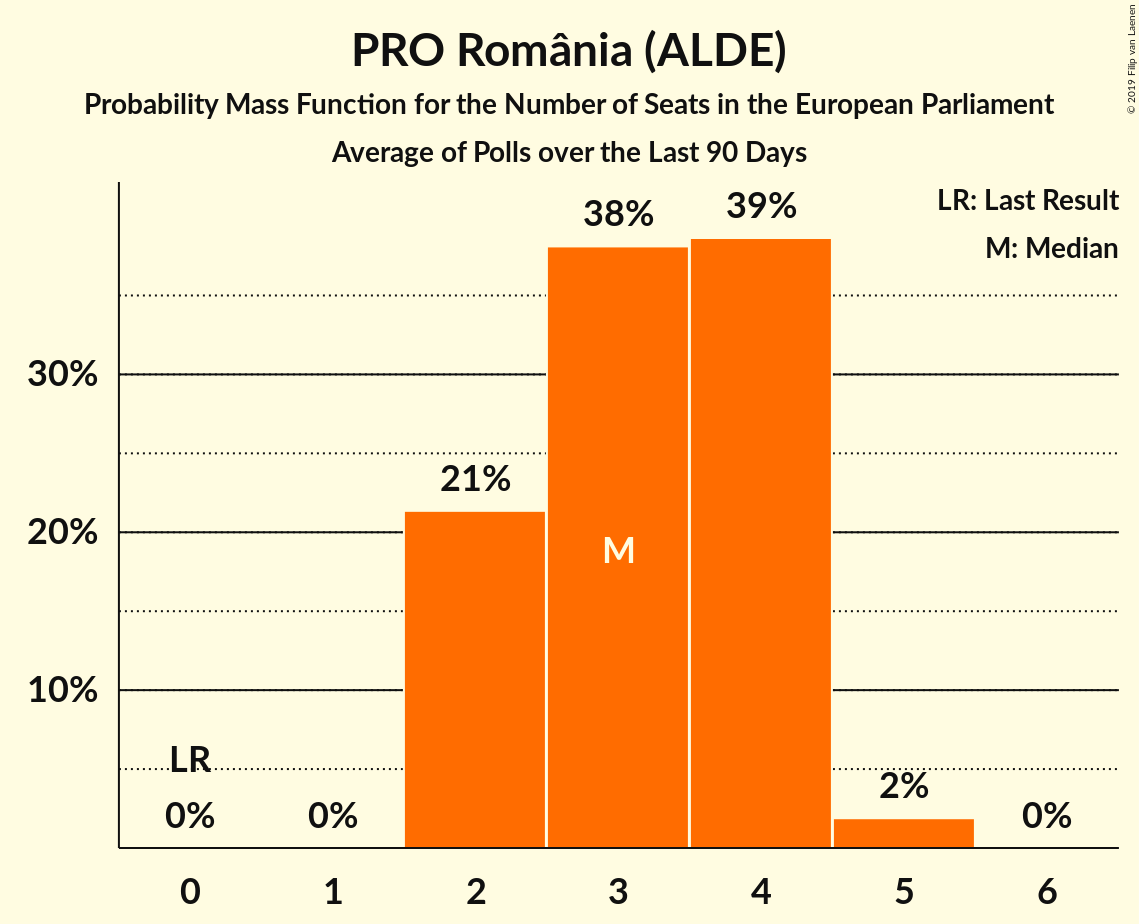 PRO România (ALDE)
Probability Mass Function for the Number of Seats in the European Parliament
Average of Polls over the Last 90 Days
© 2019 Filip van Laenen
LR: Last Result
M: Median
38%
39%
30%
21%
20%
M
10%
LR
0%
0%
2%
0%
0
1
2
3
4
5
6